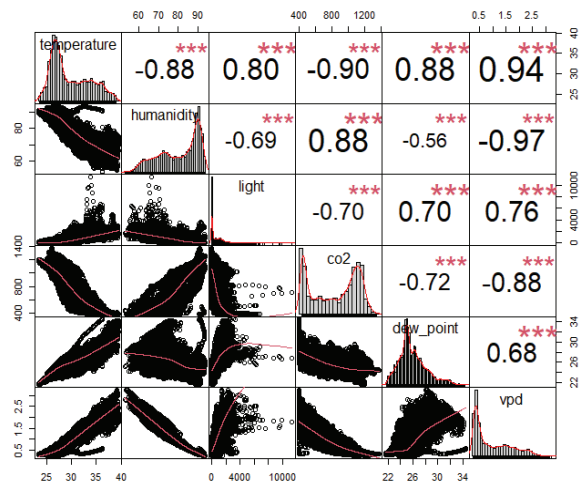 60 70 80 90
400 800 1200
0.5 1.5 2.5
temperature
***
-0.88
***
0.80
***
-0.90
***
0.88
***
0.94
25 30 35 40
60 80
humanidity
***
-0.69
***
0.88
***
-0.56
***
-0.97
light
***
-0.70
***
0.70
***
0.76
0 4000 10000
400 800 1400
co2
***
-0.72
***
-0.88
dew_point
***
0.68
22 26 30 34
0.5 1.5 2.5
vpd
25 30 35 40
0 4000 10000
22 26 30 34